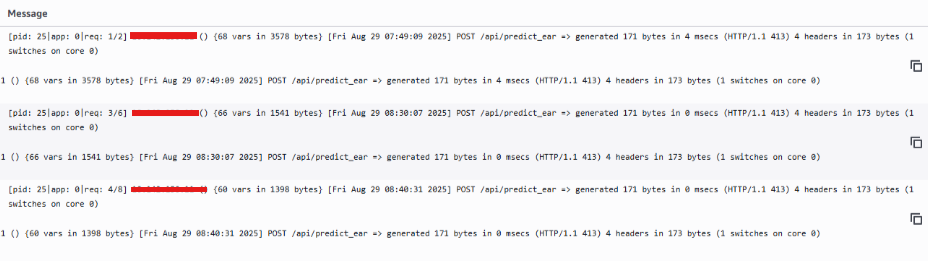 Message
[pid: 25|app: 0|req: 1/2] () {68 vars in 3578 bytes} [Fri Aug 29 07:49:09 2025] POST /api/predict_ear => generated 171 bytes in 4 msecs (HTTP/1.1 413) 4 headers in 173 bytes (1
switches on core 0)
1 () {68 vars in 3578 bytes} [Fri Aug 29 07:49:09 2025] POST /api/predict_ear => generated 171 bytes in 4 msecs (HTTP/1.1 413) 4 headers in 173 bytes (1 switches on core 0)
[pid: 25|app: 0|req: 3/6] () {66 vars in 1541 bytes} [Fri Aug 29 08:30:07 2025] POST /api/predict_ear => generated 171 bytes in 0 msecs (HTTP/1.1 413) 4 headers in 173 bytes (1
switches on core 0)
1 () {66 vars in 1541 bytes} [Fri Aug 29 08:30:07 2025] POST /api/predict_ear => generated 171 bytes in 0 msecs (HTTP/1.1 413) 4 headers in 173 bytes (1 switches on core 0)
[pid: 25|app: 0|req: 4/8] {60 vars in 1398 bytes} [Fri Aug 29 08:40:31 2025] POST /api/predict_ear => generated 171 bytes in 0 msecs (HTTP/1.1 413) 4 headers in 173 bytes (1
switches on core 0)
1 () {60 vars in 1398 bytes} [Fri Aug 29 08:40:31 2025] POST /api/predict_ear => generated 171 bytes in 0 msecs (HTTP/1.1 413) 4 headers in 173 bytes (1 switches on core 0)